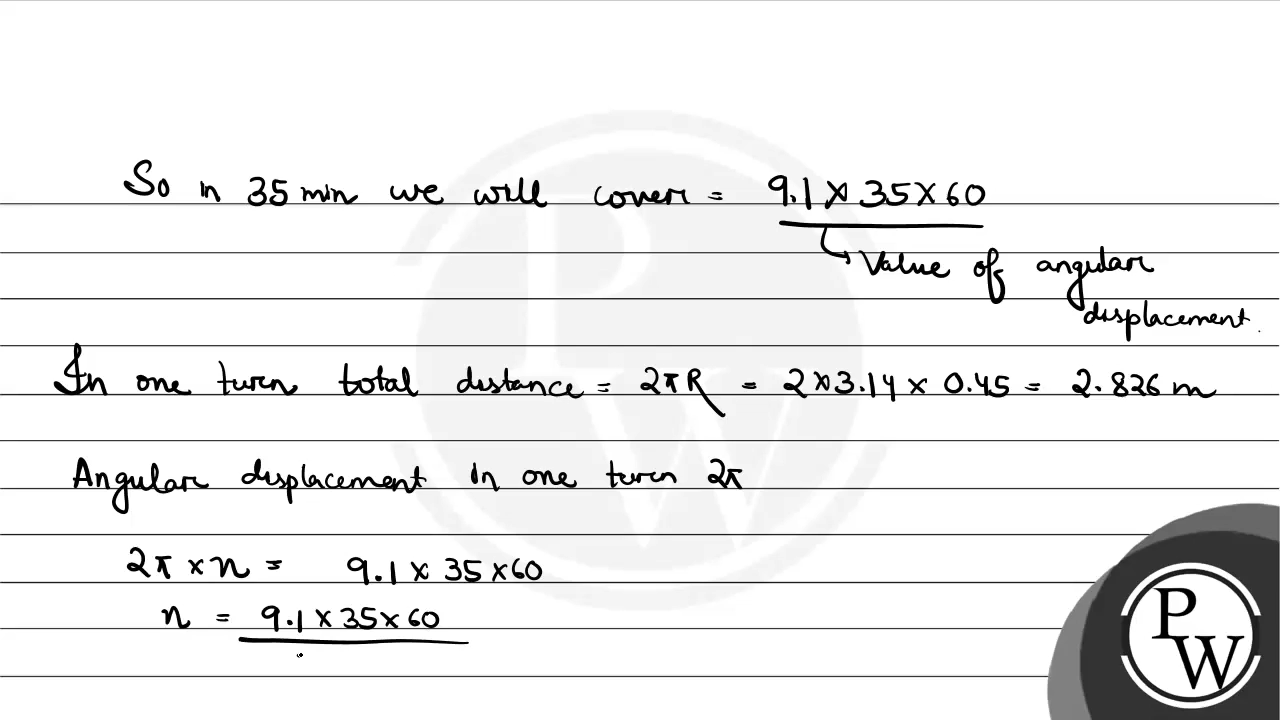 So in 35 min we will cover = 9.1 × 35 × 60
Value of angular
displacement.
In one turn total distance = 2πR = 2 × 3.14 × 0.45 = 2.826 m
Angular displacement in one turn 2π
2π × n = 9.1 × 35 × 60
n = 9.1 × 35 × 60
P
W
P
W